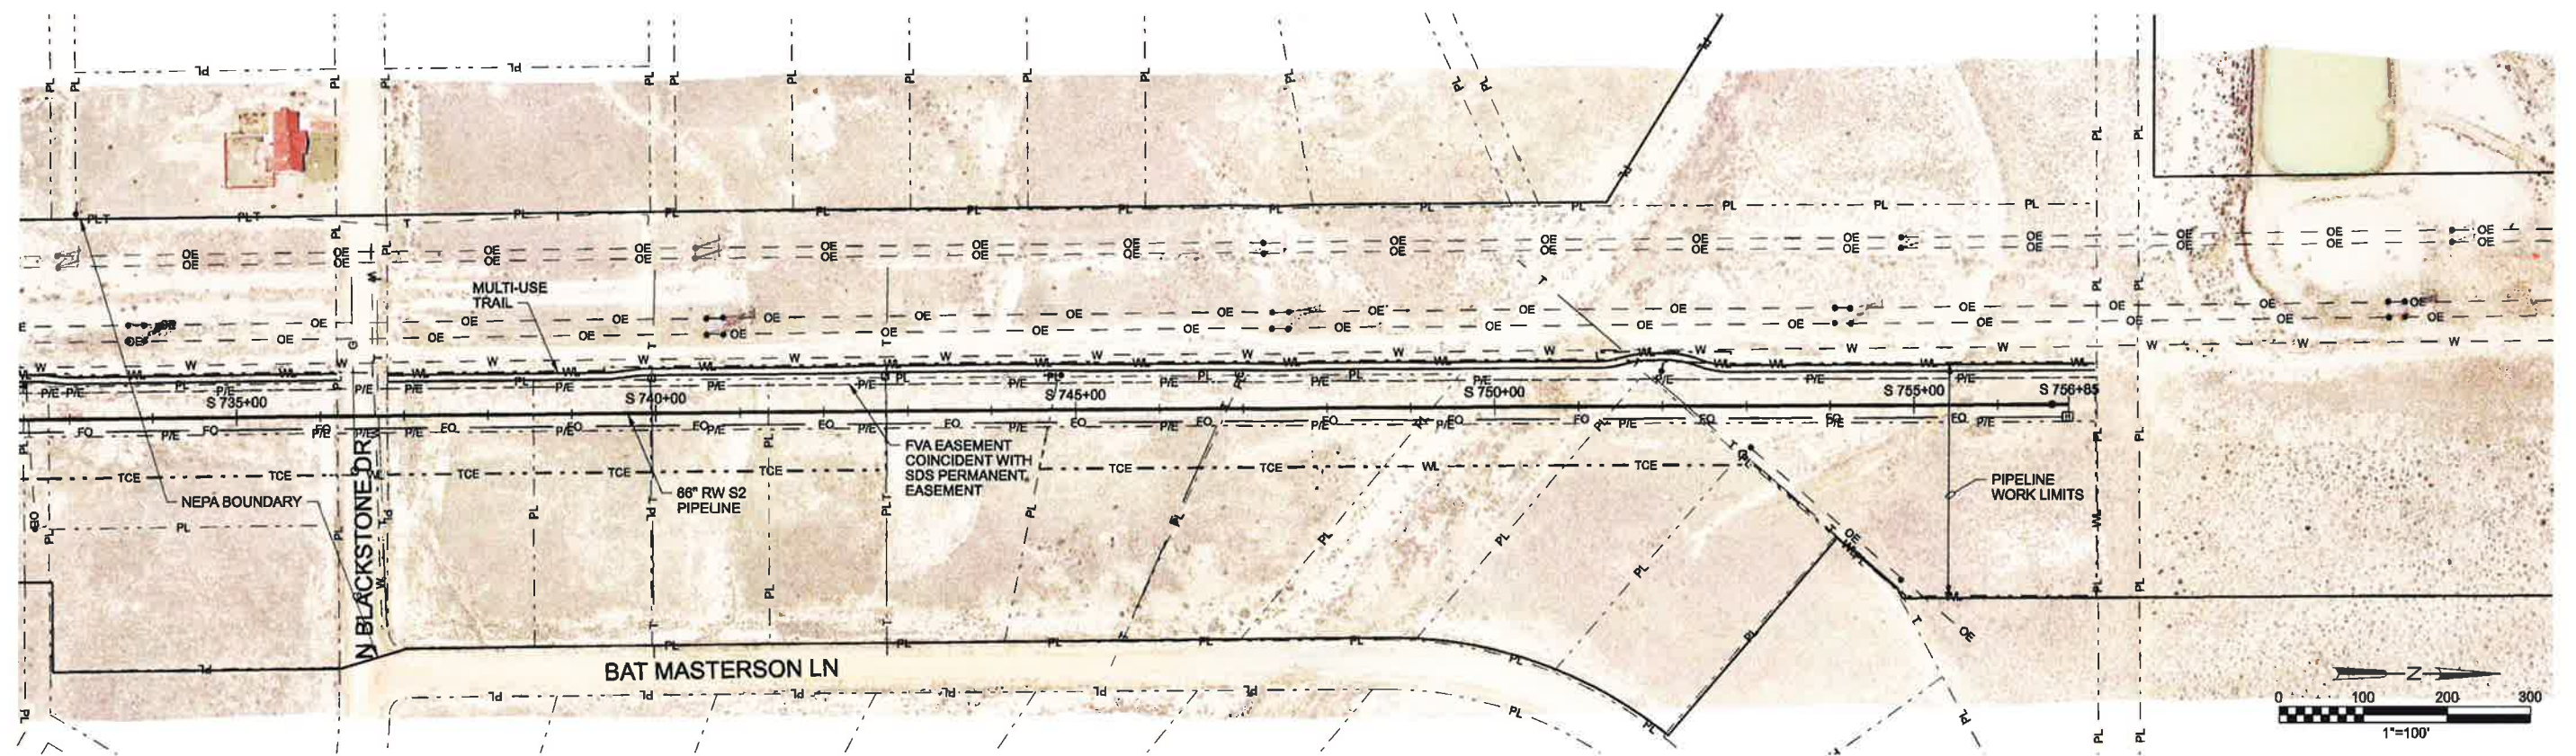 MULTI-USE
TRAIL
S 735+00
S 740+00
S 745+00
S 750+00
S 755+00
S 756+85
NEPA BOUNDARY
N BLACKSTONE DR
66" RW S2
PIPELINE
FVA EASEMENT
COINCIDENT WITH
SDS PERMANENT
EASEMENT
PIPELINE
WORK LIMITS
BAT MASTERSON LN
PL
PLT
OE
W
WL
P/E
FO
TCE
T
G
Z
0 100 200 300
1"=100'